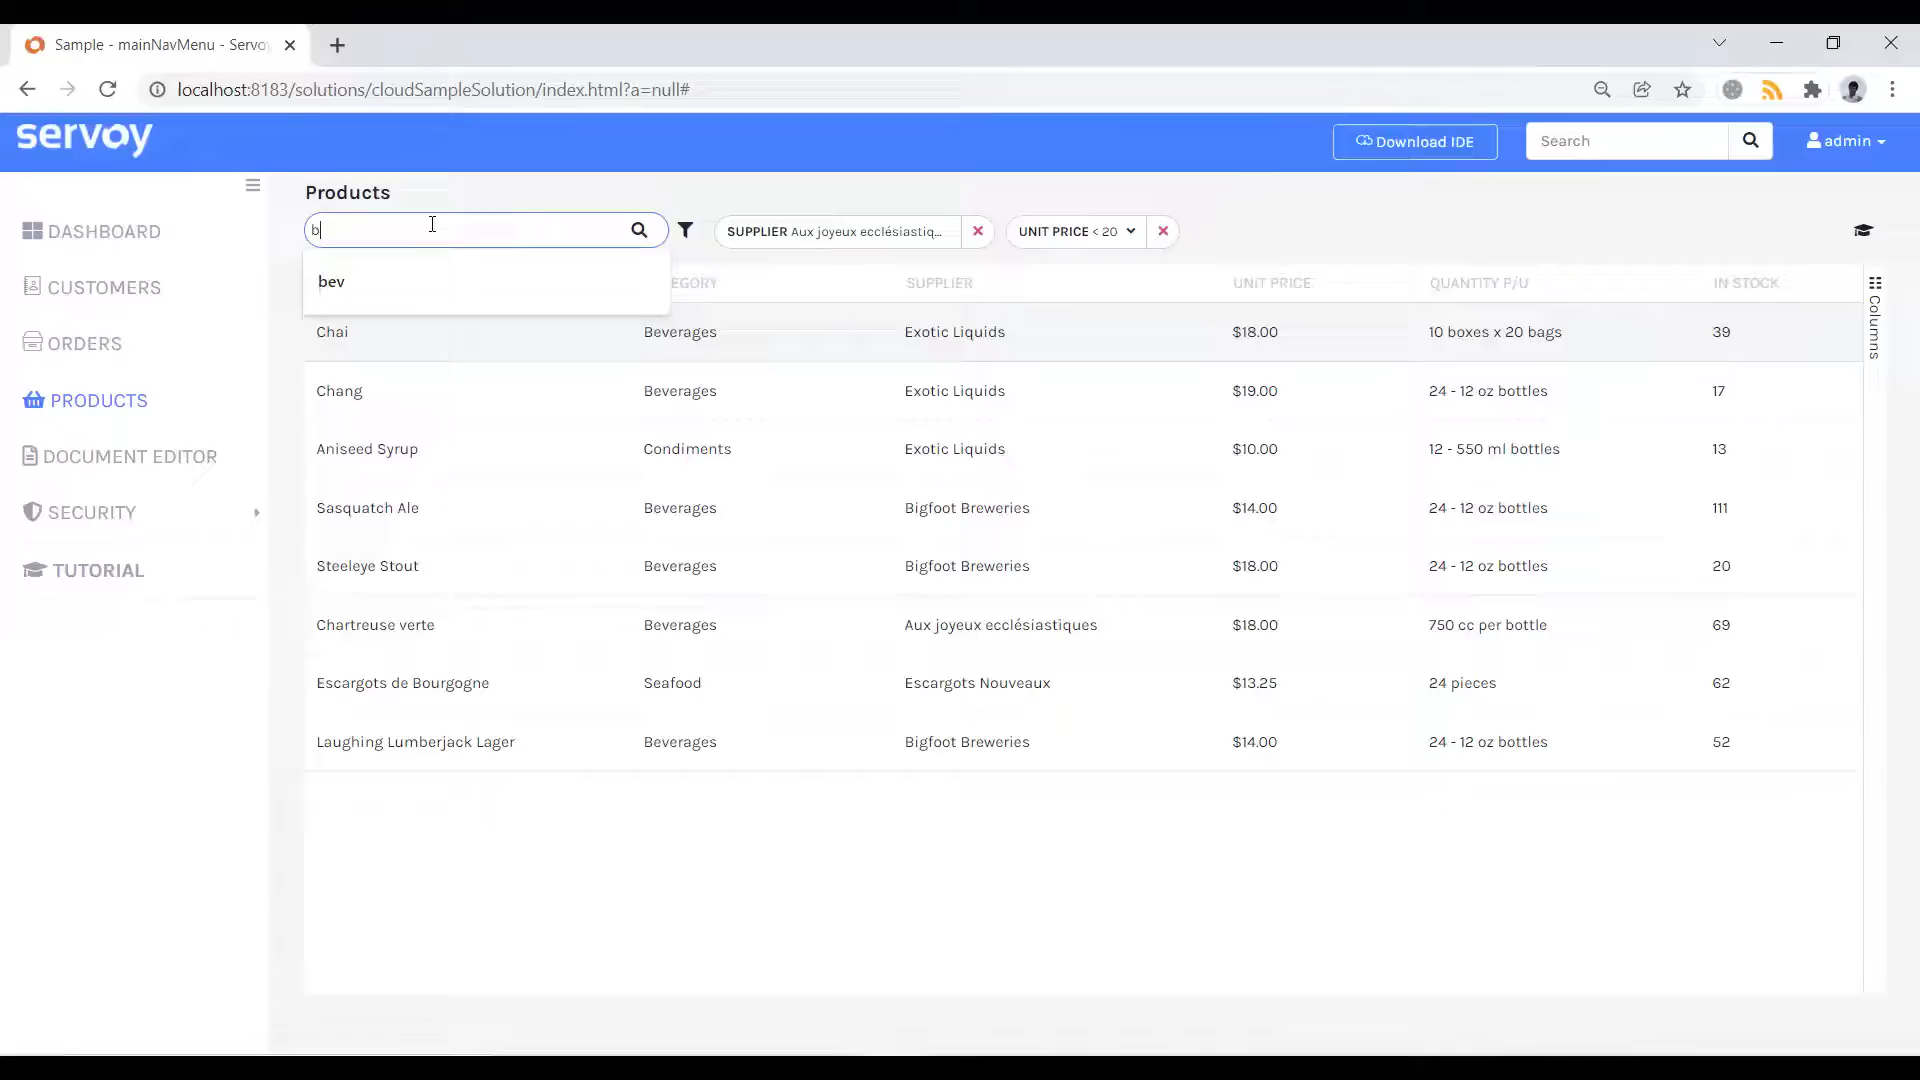 Sample - mainNavMenu - Servoy
localhost:8183/solutions/cloudSampleSolution/index.html?a=null#
servoy
Download IDE
Search
admin
Products
b
SUPPLIER Aux joyeux ecclésiastiq...
UNIT PRICE < 20
bev
DASHBOARD
CUSTOMERS
ORDERS
PRODUCTS
DOCUMENT EDITOR
SECURITY
TUTORIAL
EGORY SUPPLIER UNIT PRICE QUANTITY P/U IN STOCK
Chai Beverages Exotic Liquids $18.00 10 boxes x 20 bags 39
Chang Beverages Exotic Liquids $19.00 24 - 12 oz bottles 17
Aniseed Syrup Condiments Exotic Liquids $10.00 12 - 550 ml bottles 13
Sasquatch Ale Beverages Bigfoot Breweries $14.00 24 - 12 oz bottles 111
Steeleye Stout Beverages Bigfoot Breweries $18.00 24 - 12 oz bottles 20
Chartreuse verte Beverages Aux joyeux ecclésiastiques $18.00 750 cc per bottle 69
Escargots de Bourgogne Seafood Escargots Nouveaux $13.25 24 pieces 62
Laughing Lumberjack Lager Beverages Bigfoot Breweries $14.00 24 - 12 oz bottles 52
Columns